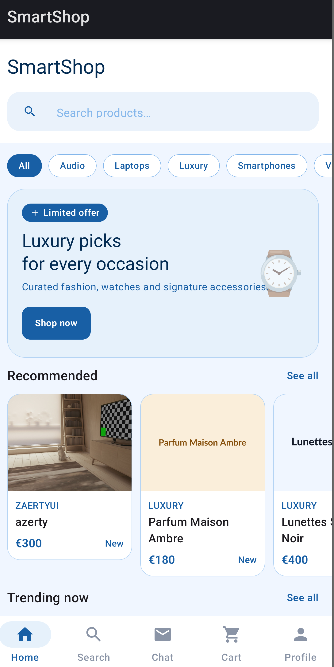 SmartShop
SmartShop
Search products...
All
Audio
Laptops
Luxury
Smartphones
V
+ Limited offer
Luxury picks
for every occasion
Curated fashion, watches and signature accessories.
Shop now
Recommended
See all
Parfum Maison Ambre
Lunettes
ZAERTYUI
azerty
€300
New
LUXURY
Parfum Maison
Ambre
€180
New
LUXURY
Lunettes S
Noir
€400
Trending now
See all
Home
Search
Chat
Cart
Profile